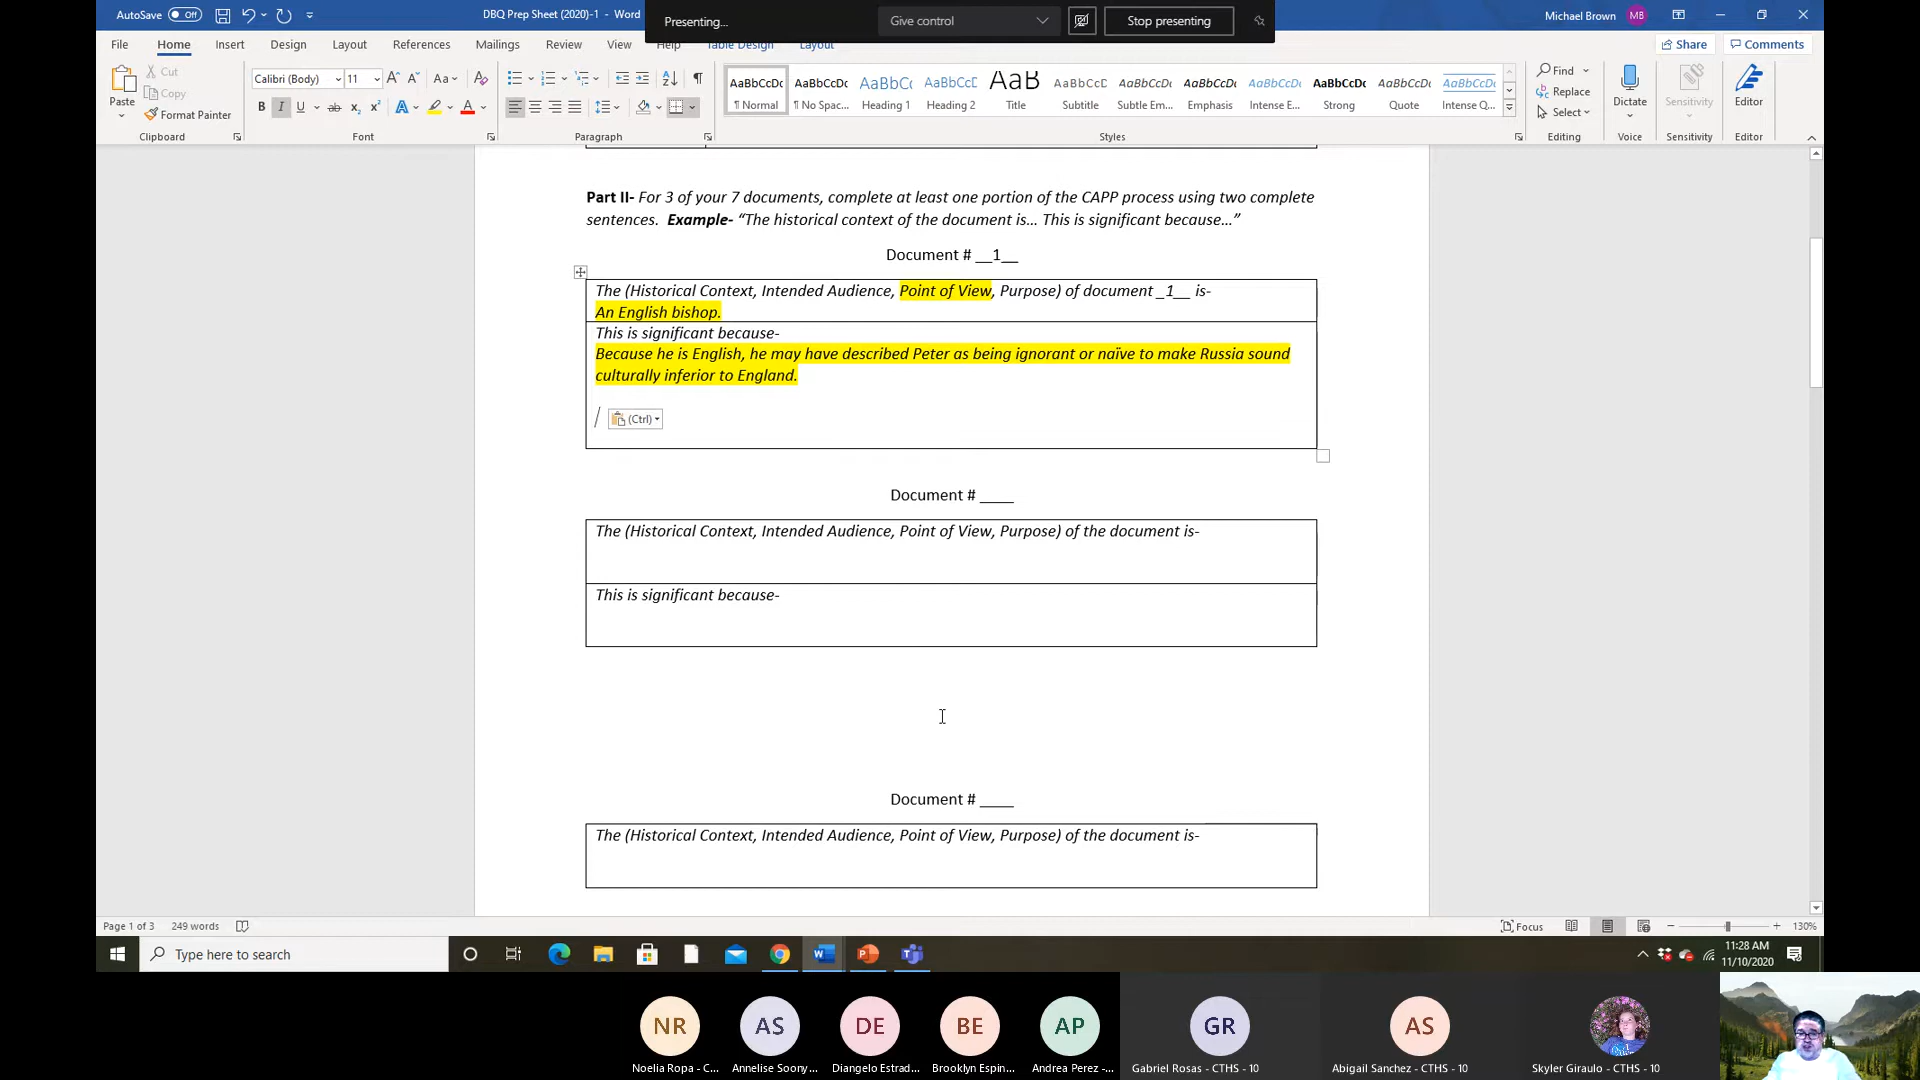 AutoSave Off DBQ Prep Sheet (2020)-1 - Word Presenting... Give control Stop presenting Michael Brown MB
File Home Insert Design Layout References Mailings Review View Help Table Design Layout Share Comments
Paste Cut Copy Format Painter
Clipboard
Calibri (Body) 11
Font
Paragraph
AaBbCcDc AaBbCcDc AaBbCc AaBbCcD AaB AaBbCcD AaBbCcDc AaBbCcDc AaBbCcDc AaBbCcDc AaBbCcDc AaBbCcDc
¶ Normal ¶ No Spac... Heading 1 Heading 2 Title Subtitle Subtle Em... Emphasis Intense E... Strong Quote Intense Q...
Styles
Find
Replace
Select
Editing
Dictate
Voice
Sensitivity
Sensitivity
Editor
Editor
Part II- For 3 of your 7 documents, complete at least one portion of the CAPP process using two complete
sentences. Example- “The historical context of the document is... This is significant because...”
Document # __1__
The (Historical Context, Intended Audience, Point of View, Purpose) of document _1__ is-
An English bishop.
This is significant because-
Because he is English, he may have described Peter as being ignorant or naïve to make Russia sound
culturally inferior to England.
(Ctrl)
Document # ____
The (Historical Context, Intended Audience, Point of View, Purpose) of the document is-
This is significant because-
Document # ____
The (Historical Context, Intended Audience, Point of View, Purpose) of the document is-
Page 1 of 3 249 words Focus 130%
Type here to search 11:28 AM
11/10/2020
NR AS DE BE AP GR AS
Noelia Ropa - C... Annelise Soony... Diangelo Estrad... Brooklyn Espin... Andrea Perez -... Gabriel Rosas - CTHS - 10 Abigail Sanchez - CTHS - 10 Skyler Giraulo - CTHS - 10